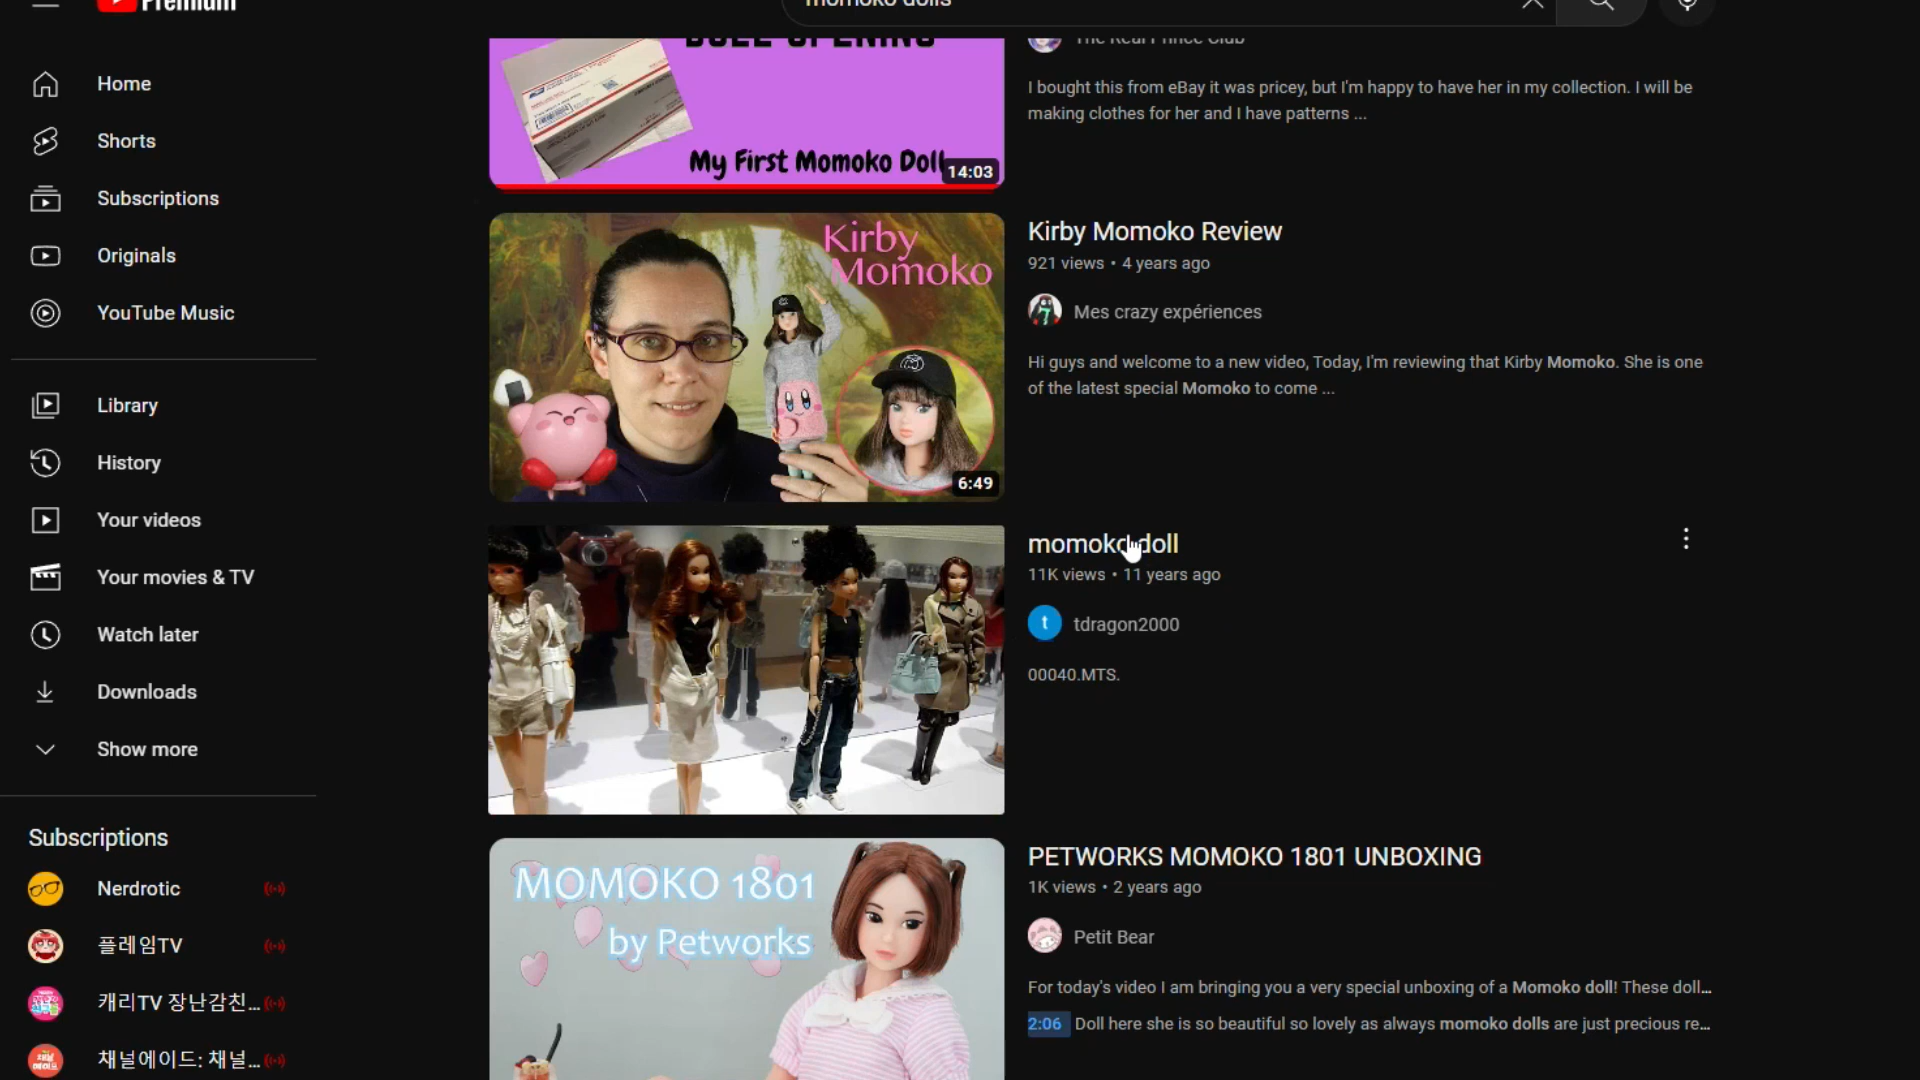 Premium
momoko dolls
Home
Shorts
Subscriptions
Originals
YouTube Music
Library
History
Your videos
Your movies & TV
Watch later
Downloads
Show more
Subscriptions
Nerdrotic
플레임TV
캐리TV 장난감친...
채널에이드: 채널...
DOLL OPENING
My First Momoko Doll
14:03
The Real Prince Club
I bought this from eBay it was pricey, but I'm happy to have her in my collection. I will be
making clothes for her and I have patterns ...
Kirby
Momoko
6:49
Kirby Momoko Review
921 views • 4 years ago
Mes crazy expériences
Hi guys and welcome to a new video, Today, I'm reviewing that Kirby Momoko. She is one
of the latest special Momoko to come ...
momoko doll
11K views • 11 years ago
t
tdragon2000
00040.MTS.
MOMOKO 1801
by Petworks
PETWORKS MOMOKO 1801 UNBOXING
1K views • 2 years ago
Petit Bear
For today's video I am bringing you a very special unboxing of a Momoko doll! These doll...
2:06 Doll here she is so beautiful so lovely as always momoko dolls are just precious re...